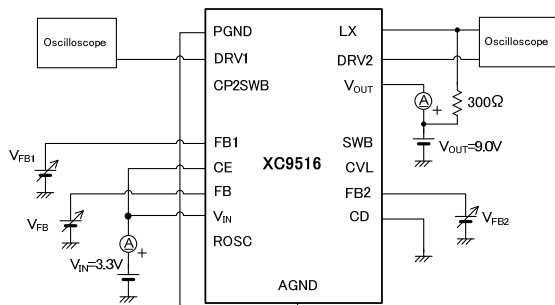 Oscilloscope
PGND
DRV1
CP2SWB
FB1
CE
FB
VIN
ROSC
XC9516
AGND
LX
DRV2
VOUT
SWB
CVL
FB2
CD
Oscilloscope
A
+
300Ω
VOUT=9.0V
VFB1
VFB
A
+
VIN=3.3V
VFB2